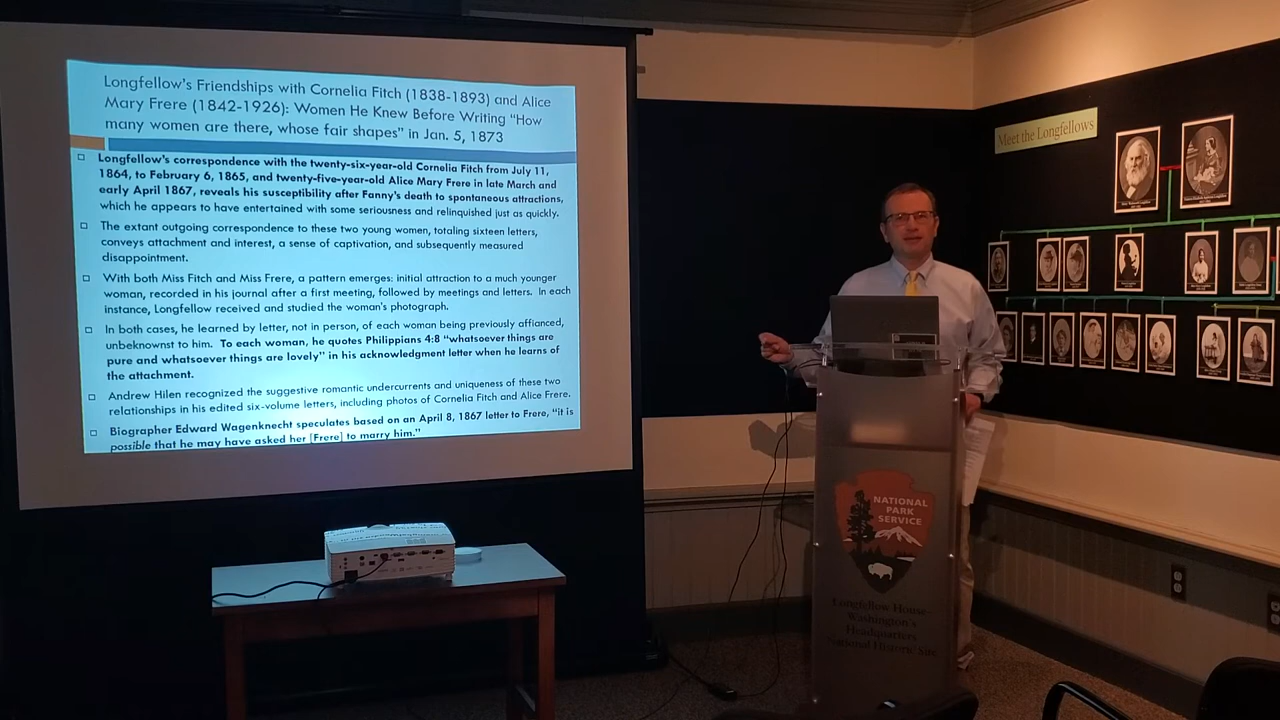 Longfellow's Friendships with Cornelia Fitch (1838-1893) and Alice
Mary Frere (1842-1926): Women He Knew Before Writing "How
many women are there, whose fair shapes" in Jan. 5, 1873
Longfellow's correspondence with the twenty-six-year-old Cornelia Fitch from July 11,
1864, to February 6, 1865, and twenty-five-year-old Alice Mary Frere in late March and
early April 1867, reveals his susceptibility after Fanny's death to spontaneous attractions,
which he appears to have entertained with some seriousness and relinquished just as quickly.
The extant outgoing correspondence to these two young women, totaling sixteen letters,
conveys attachment and interest, a sense of captivation, and subsequently measured
disappointment.
With both Miss Fitch and Miss Frere, a pattern emerges: initial attraction to a much younger
woman, recorded in his journal after a first meeting, followed by meetings and letters. In each
instance, Longfellow received and studied the woman's photograph.
In both cases, he learned by letter, not in person, of each woman being previously affianced,
unbeknownst to him. To each woman, he quotes Philippians 4:8 "whatsoever things are
pure and whatsoever things are lovely" in his acknowledgment letter when he learns of
the attachment.
Andrew Hilen recognized the suggestive romantic undercurrents and uniqueness of these two
relationships in his edited six-volume letters, including photos of Cornelia Fitch and Alice Frere.
Biographer Edward Wagenknecht speculates based on an April 8, 1867 letter to Frere, "it is
possible that he may have asked her [Frere] to marry him."
Meet the Longfellows
NATIONAL
PARK
SERVICE
Longfellow House–
Washington's
Headquarters
National Historic Site